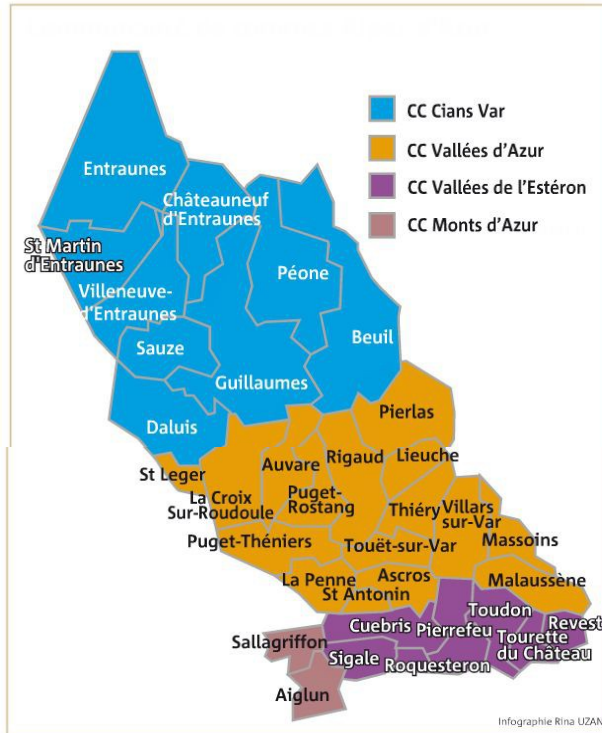 CC Cians Var
CC Vallées d'Azur
CC Vallées de l'Estéron
CC Monts d'Azur
Entraunes
Châteauneuf
d'Entraunes
St Martin
d'Entraunes
Péone
Villeneuve-
d'Entraunes
Beuil
Sauze
Guillaumes
Daluis
Pierlas
St Leger
Auvare
Rigaud
Lieuche
La Croix
Sur-Roudoule
Puget-
Rostang
Thiéry
Villars
sur-Var
Massoins
Puget-Théniers
Touët-sur-Var
La Penne
Ascros
St Antonin
Malaussène
Toudon
Cuebris
Pierrefeu
Revest
Tourette
du Château
Sallagriffon
Sigale
Roquesteron
Aiglun
Infographie Rina UZAN